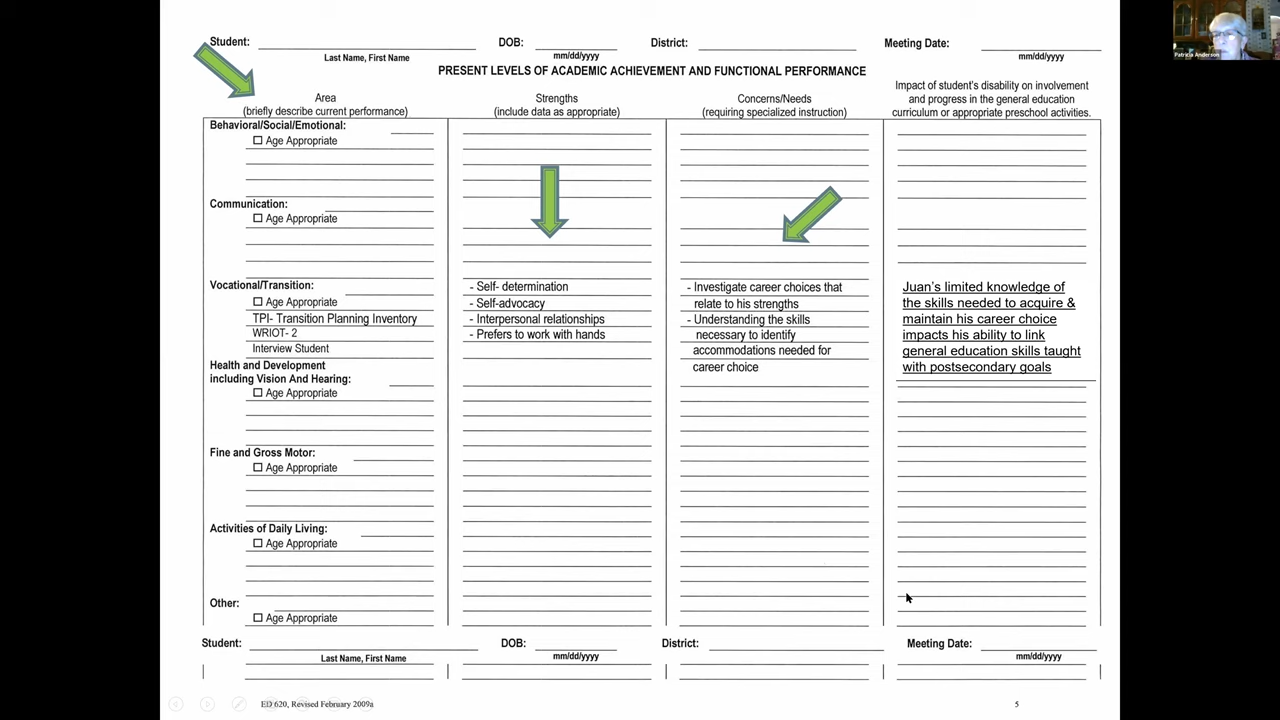 Patricia Anderson
Student: DOB: District: Meeting Date:
Last Name, First Name mm/dd/yyyy mm/dd/yyyy
PRESENT LEVELS OF ACADEMIC ACHIEVEMENT AND FUNCTIONAL PERFORMANCE
Area
(briefly describe current performance)
Strengths
(include data as appropriate)
Concerns/Needs
(requiring specialized instruction)
Impact of student's disability on involvement
and progress in the general education
curriculum or appropriate preschool activities.
Behavioral/Social/Emotional:
☐ Age Appropriate
Communication:
☐ Age Appropriate
Vocational/Transition:
☐ Age Appropriate
TPI- Transition Planning Inventory
WRIOT- 2
Interview Student
- Self- determination
- Self-advocacy
- Interpersonal relationships
- Prefers to work with hands
- Investigate career choices that
relate to his strengths
- Understanding the skills
necessary to identify
accommodations needed for
career choice
Juan's limited knowledge of
the skills needed to acquire &
maintain his career choice
impacts his ability to link
general education skills taught
with postsecondary goals
Health and Development
including Vision And Hearing:
☐ Age Appropriate
Fine and Gross Motor:
☐ Age Appropriate
Activities of Daily Living:
☐ Age Appropriate
Other:
☐ Age Appropriate
Student: DOB: District: Meeting Date:
Last Name, First Name mm/dd/yyyy mm/dd/yyyy
ED 620, Revised February 2009a 5